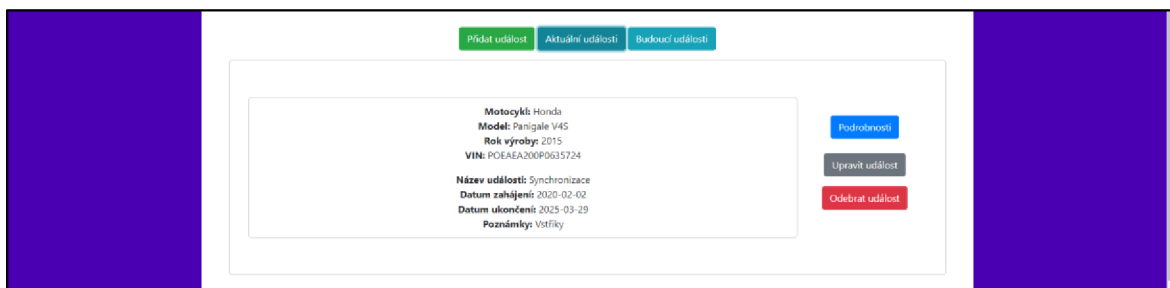 Přidat událost Aktuální události Budoucí události
Motocykl: Honda
Model: Panigale V4S
Rok výroby: 2015
VIN: POEAEA200P0635724
Název události: Synchronizace
Datum zahájení: 2020-02-02
Datum ukončení: 2025-03-29
Poznámky: Vstřiky
Podrobnosti
Upravit událost
Odebrat událost